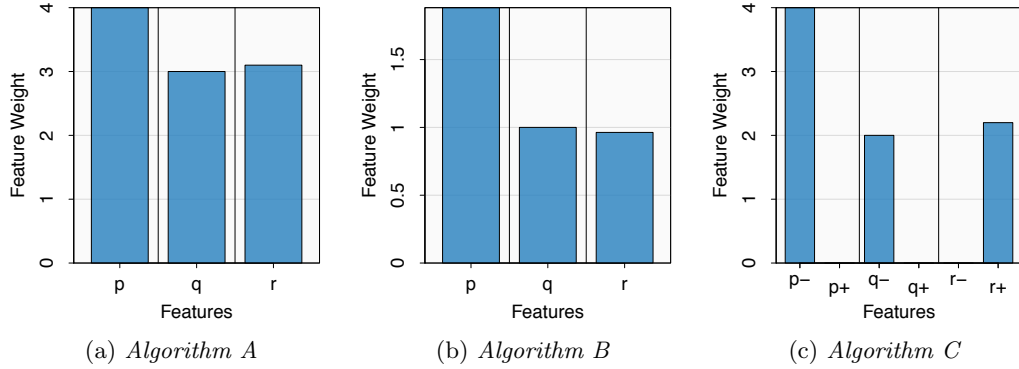 Feature Weight
0 1 2 3 4
p q r
Features
(a) Algorithm A
Feature Weight
0 0.5 1 1.5
p q r
Features
(b) Algorithm B
Feature Weight
0 1 2 3 4
p− p+ q− q+ r− r+
Features
(c) Algorithm C